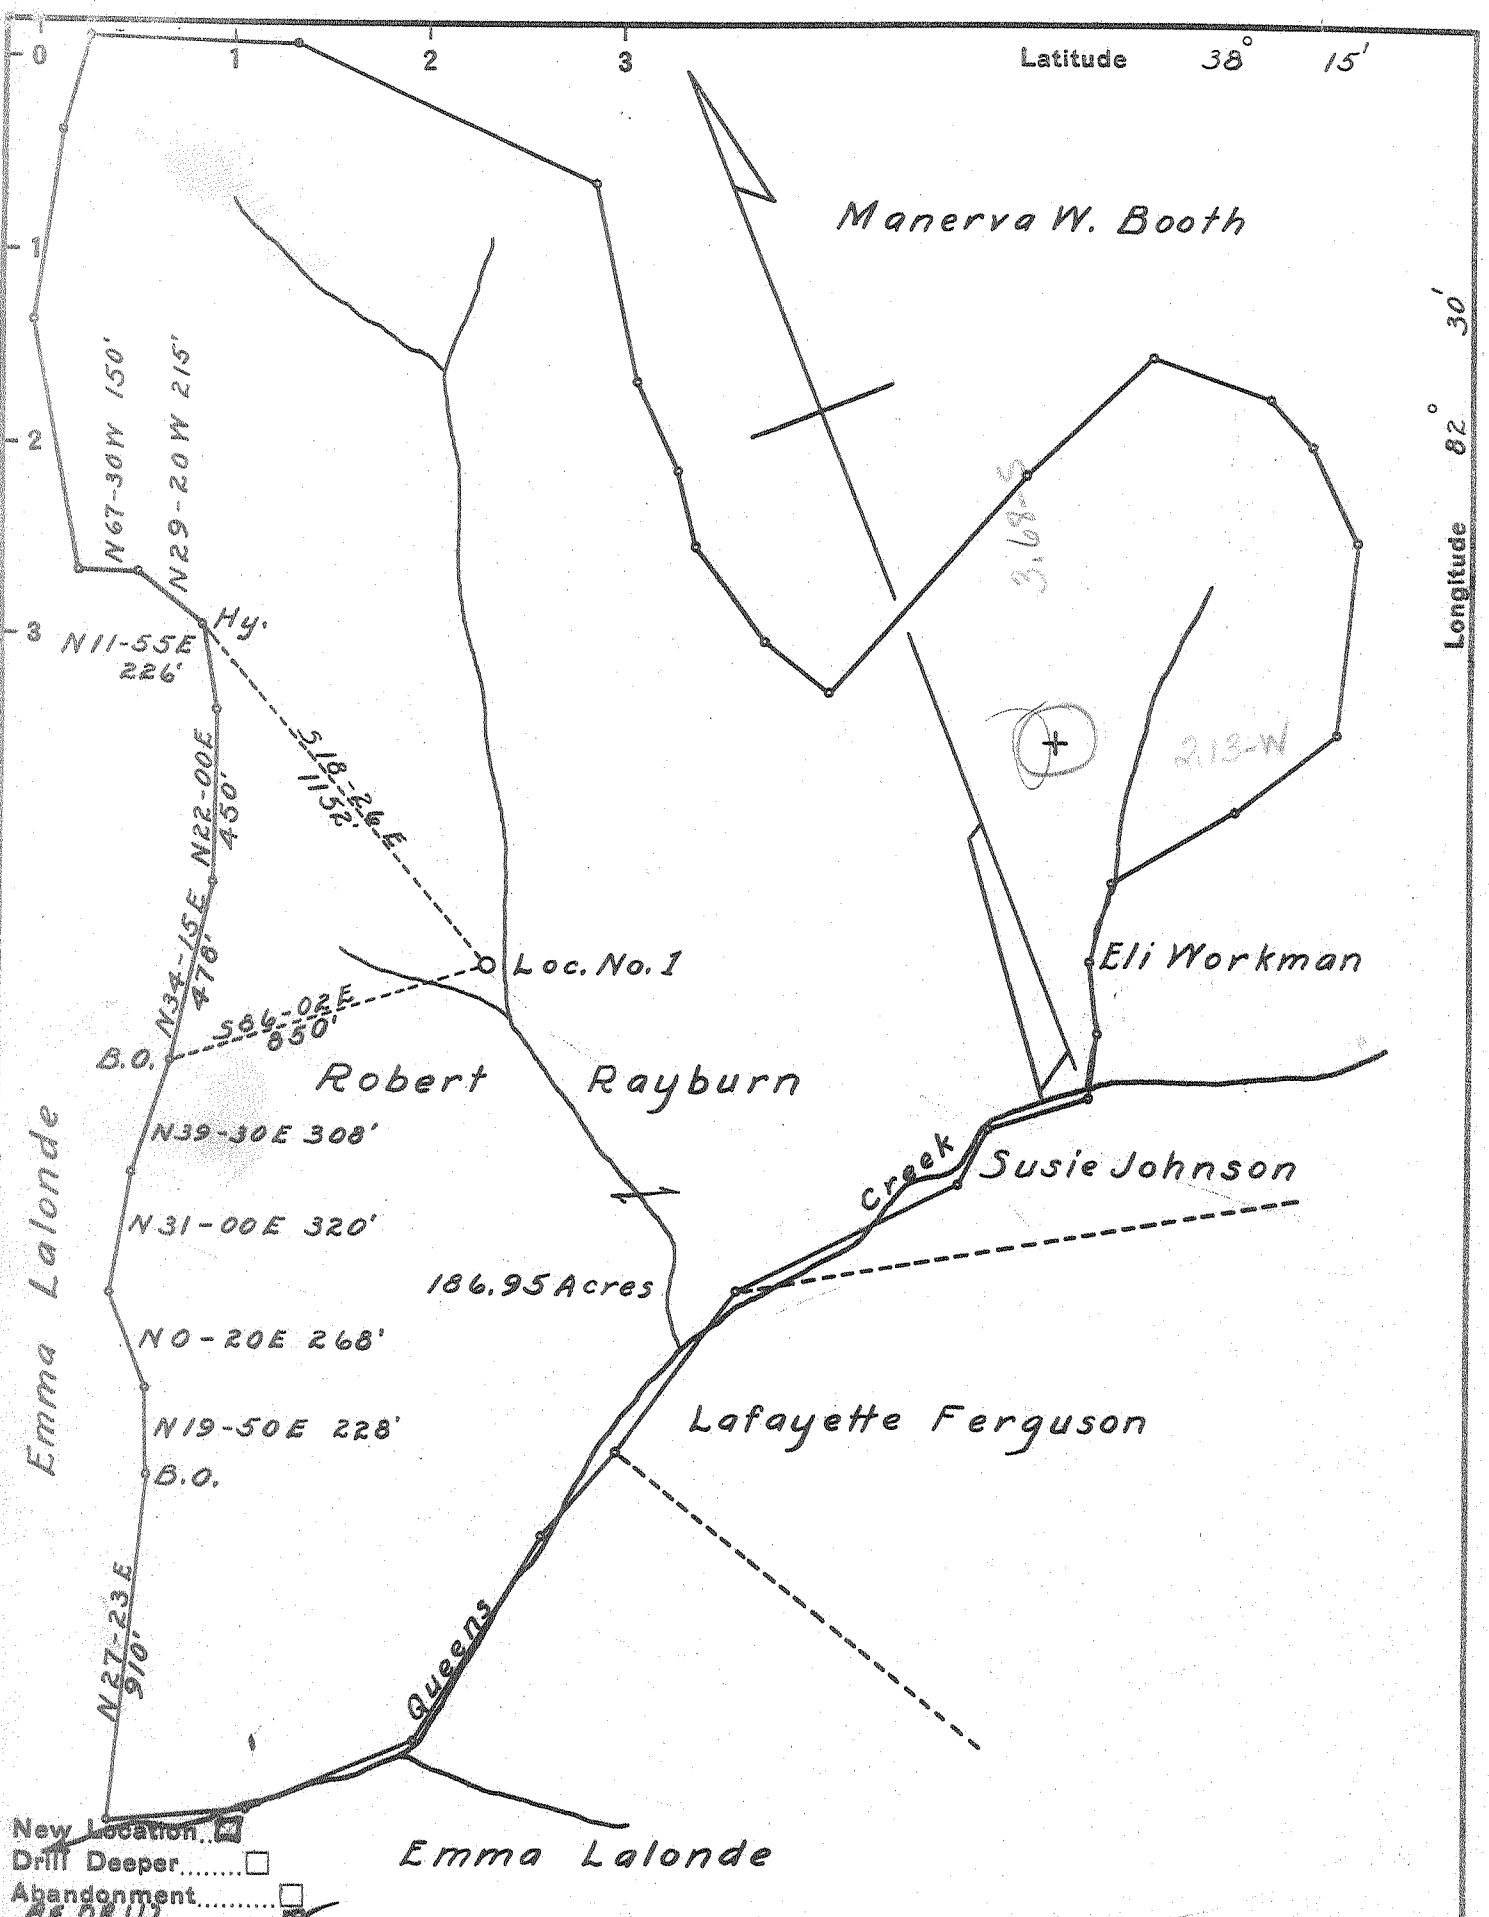 0 1 2 3 Latitude 38° 15'
Manerva W. Booth
1
30'
82°
Longitude
2
N67-30W 150'
N29-20W 215'
3.68-S
3
Hy.
N11-55E
226'
S18-26E
1152'
2.13-W
N22-00E
450'
N34-15E
478'
Loc. No. 1
Eli Workman
S86-02E
850'
B.O.
Robert Rayburn
N39-30E 308'
Creek
Susie Johnson
Emma Lalonde
N31-00E 320'
186.95 Acres
N0-20E 268'
Lafayette Ferguson
N19-50E 228'
B.O.
N27-23E
910'
Queens
New Location..
Drill Deeper........
Abandonment..........
Emma Lalonde